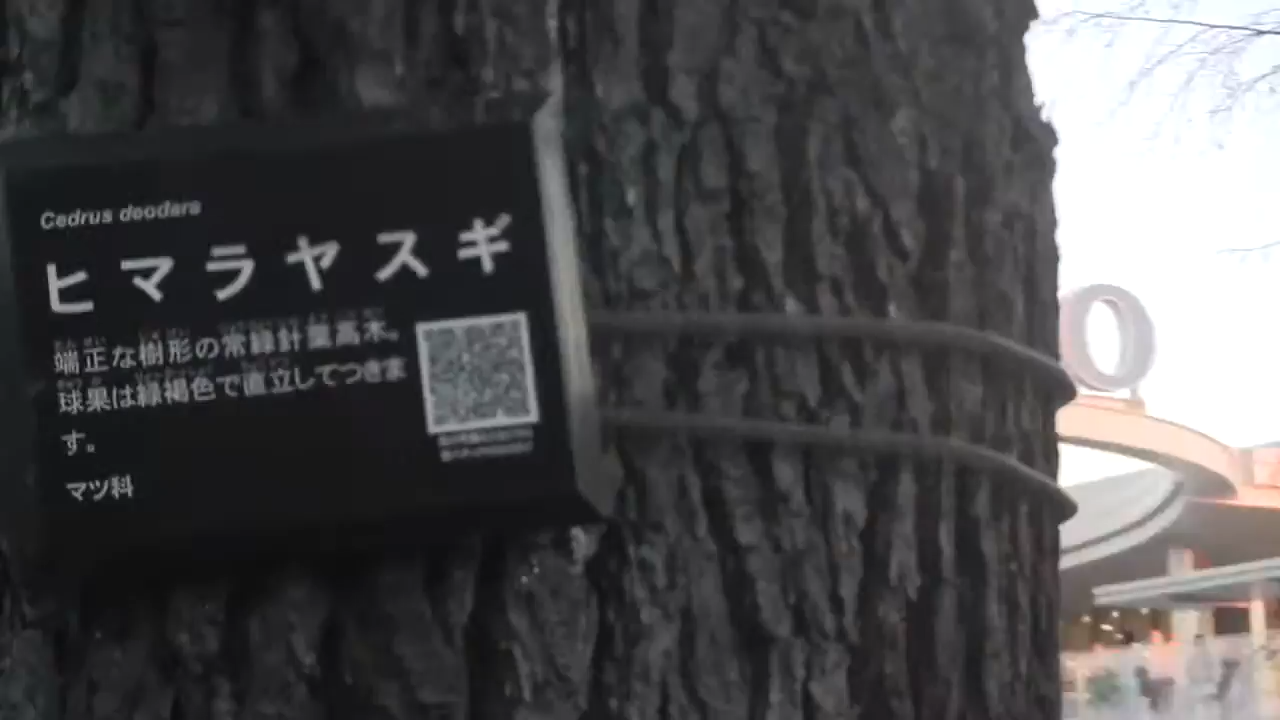 Cedrus deodara
ヒマラヤスギ
端正な樹形の常緑針葉高木。
球果は緑褐色で直立してつきま
す。
マツ科
O